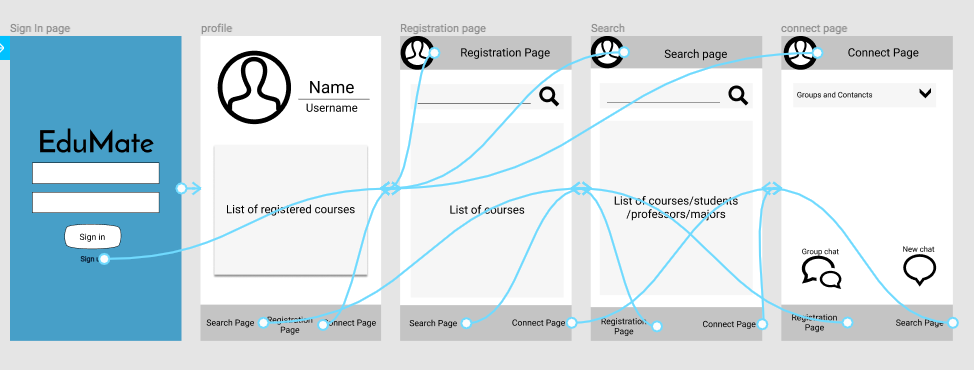 Sign In page
profile
Registration page
Search
connect page
EduMate
Sign in
Sign
Name
Username
List of registered courses
Search Page
Registration
Page
Connect Page
Registration Page
List of courses
Search Page
Connect Page
Search page
List of courses/students
/professors/majors
Registration
Page
Connect Page
Connect Page
Groups and Contancts
Group chat
New chat
Registration
Page
Search Page